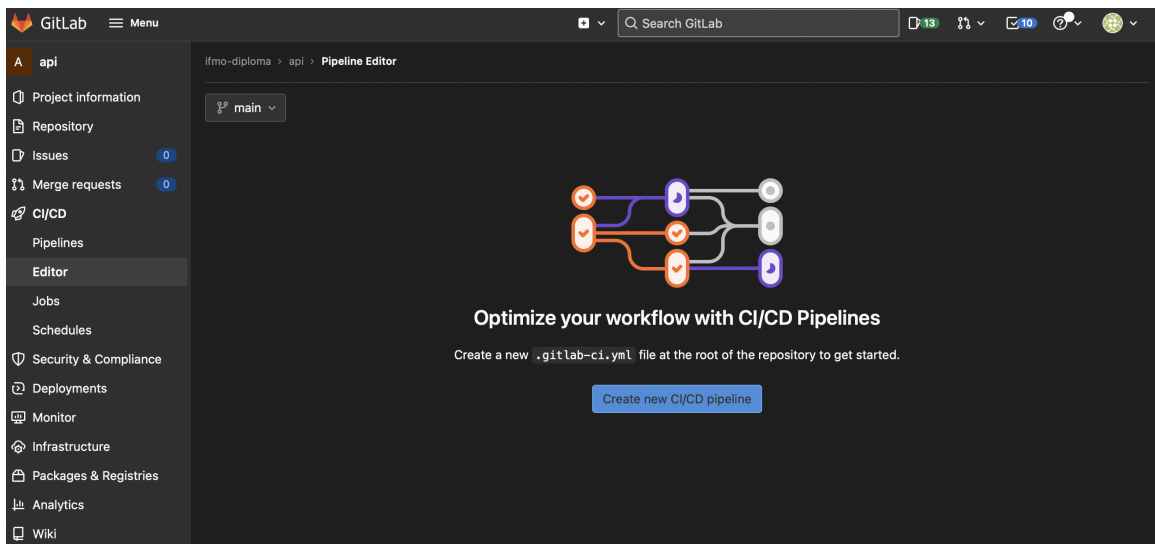 GitLab Menu Search GitLab 13 10
A api
ifmo-diploma > api > Pipeline Editor
Project information
main
Repository
Issues 0
Merge requests 0
CI/CD
Pipelines
Editor
Jobs
Schedules
Security & Compliance
Deployments
Monitor
Infrastructure
Packages & Registries
Analytics
Wiki
Optimize your workflow with CI/CD Pipelines
Create a new .gitlab-ci.yml file at the root of the repository to get started.
Create new CI/CD pipeline